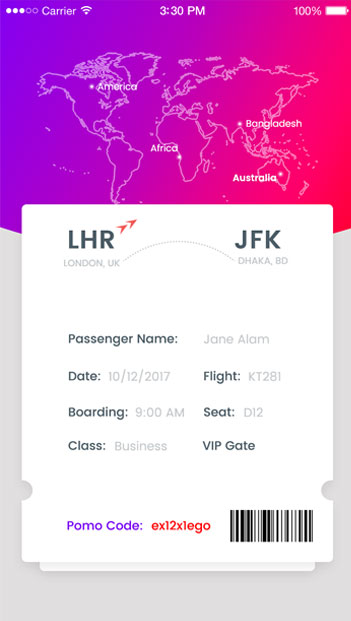 Carrier 3:30 PM 100%
America
Bangladesh
Africa
Australia
LHR JFK
LONDON, UK DHAKA, BD
Passenger Name: Jane Alam
Date: 10/12/2017 Flight: KT281
Boarding: 9:00 AM Seat: D12
Class: Business VIP Gate
Pomo Code: ex12x1ego